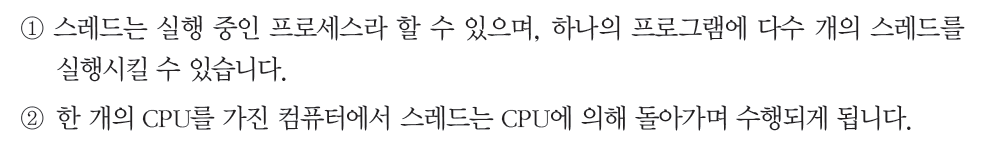 ① 스레드는 실행 중인 프로세스라 할 수 있으며, 하나의 프로그램에 다수 개의 스레드를
실행시킬 수 있습니다.
② 한 개의 CPU를 가진 컴퓨터에서 스레드는 CPU에 의해 돌아가며 수행되게 됩니다.